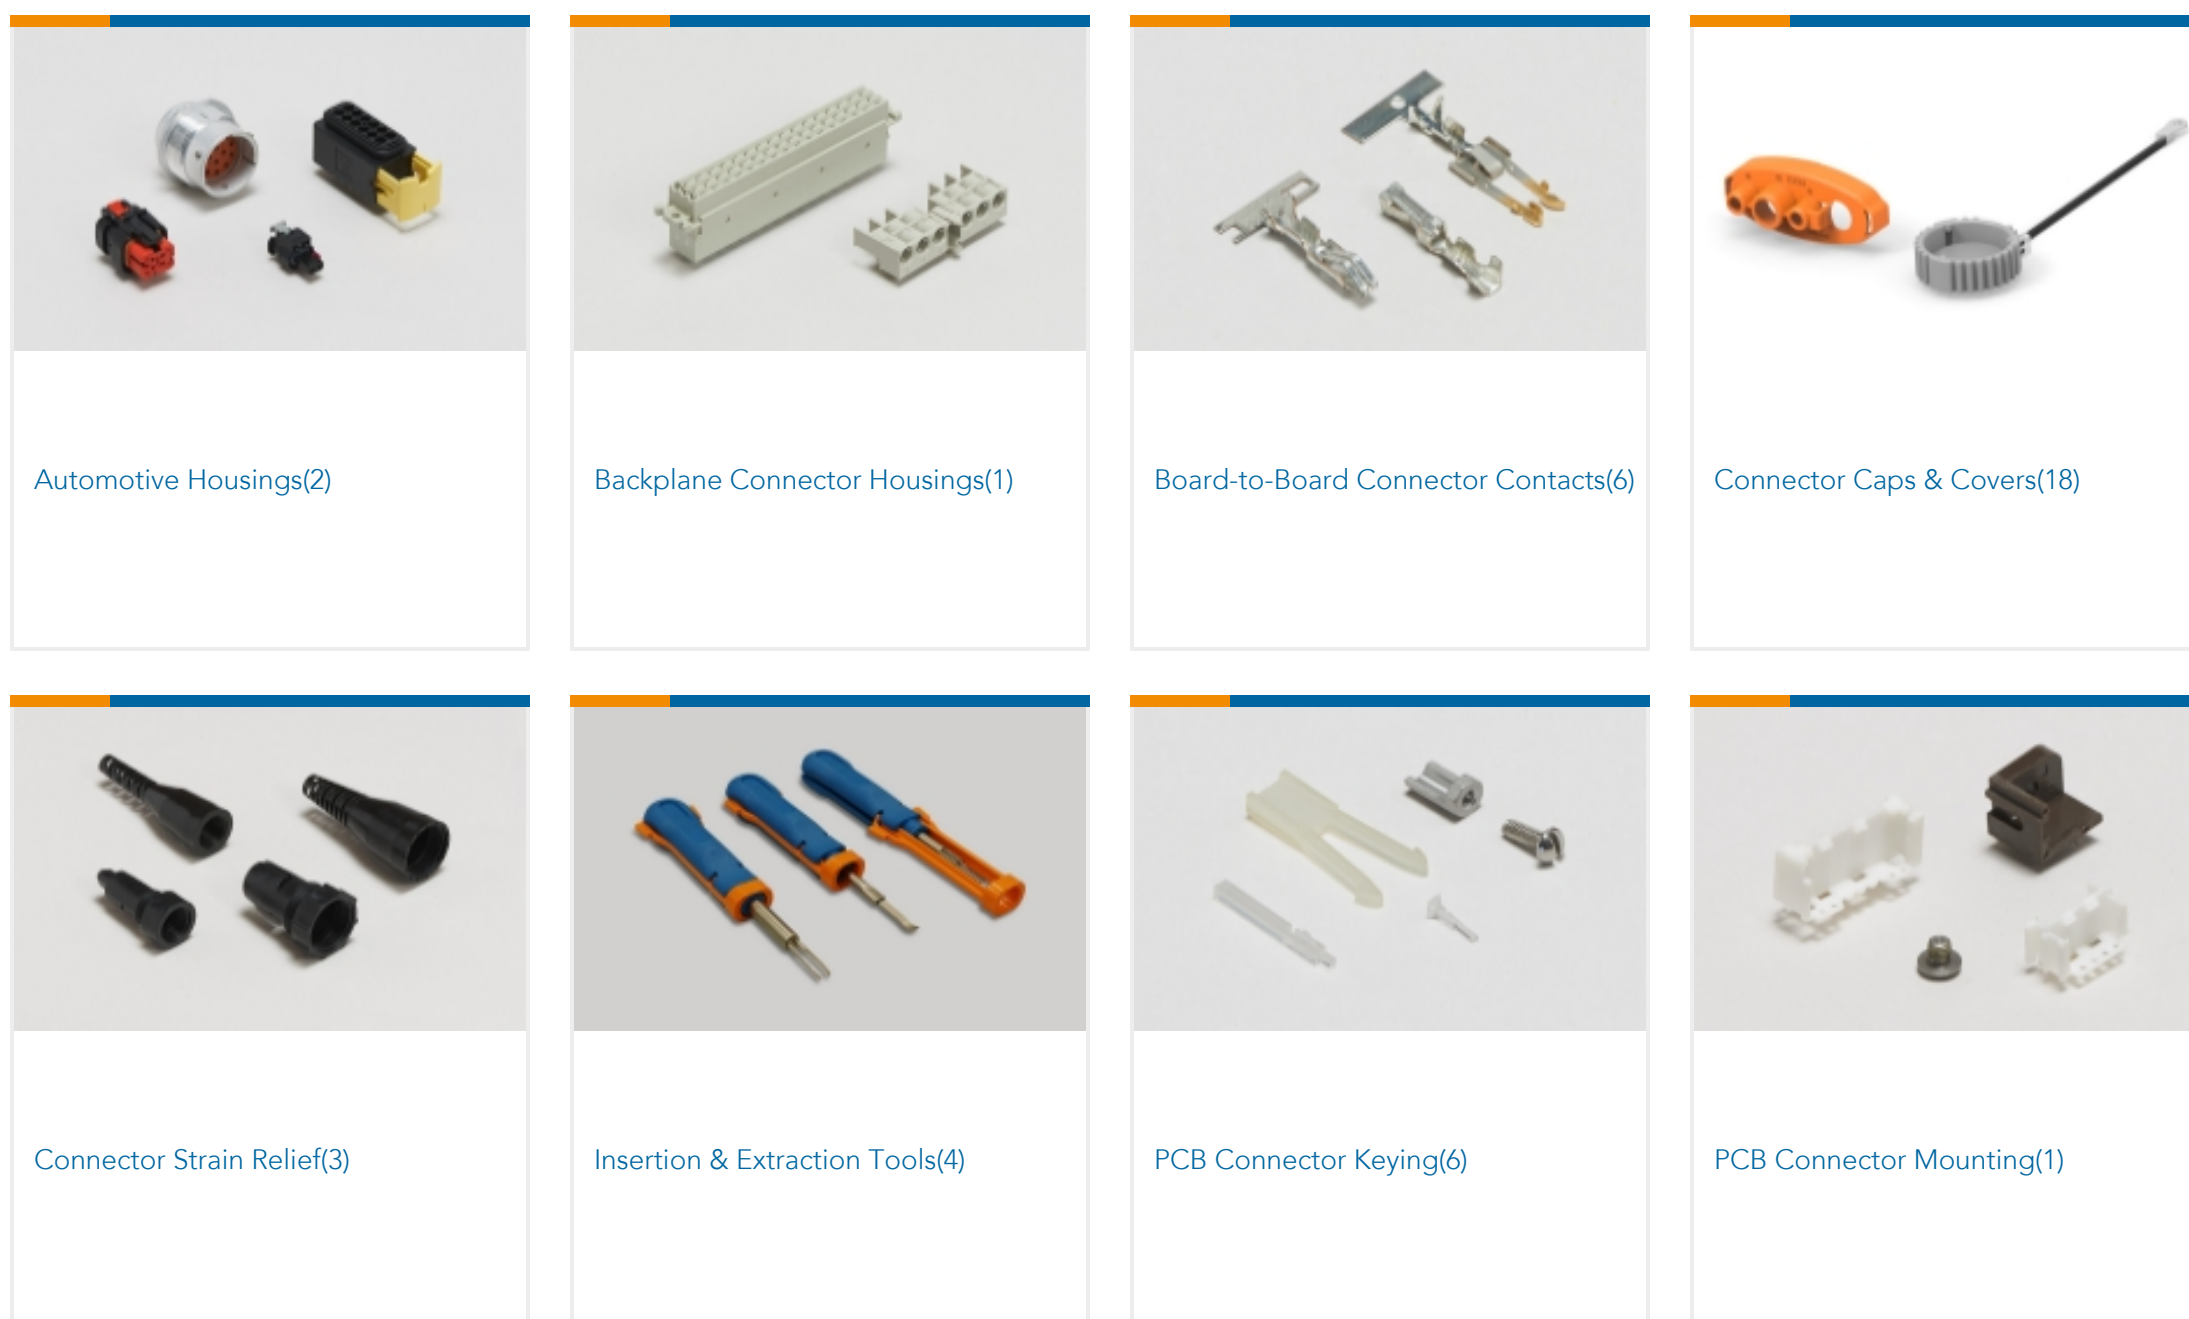 Automotive Housings(2)
Backplane Connector Housings(1)
Board-to-Board Connector Contacts(6)
Connector Caps & Covers(18)
Connector Strain Relief(3)
Insertion & Extraction Tools(4)
PCB Connector Keying(6)
PCB Connector Mounting(1)